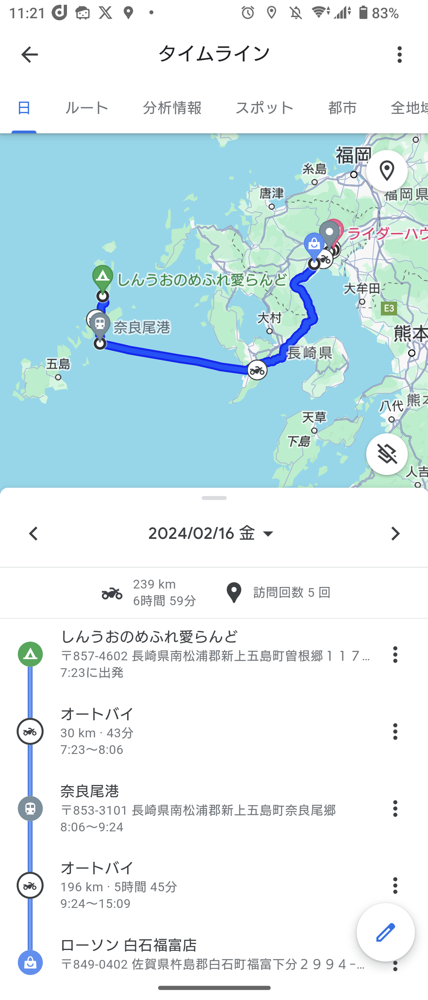 11:21
83%
タイムライン
日 ルート 分析情報 スポット 都市 全地域
福岡
糸島
唐津
福岡県
ライダーハウ
しんうおのめふれ愛らんど
大牟田
E3
大村
奈良尾港
熊本
長崎県
五島
熊本
八代
天草
下島
人吉
2024/02/16 金
239 km
6時間 59分
訪問回数 5 回
しんうおのめふれ愛らんど
〒857-4602 長崎県南松浦郡新上五島町曽根郷１１７...
7:23に出発
オートバイ
30 km · 43分
7:23～8:06
奈良尾港
〒853-3101 長崎県南松浦郡新上五島町奈良尾郷
8:06～9:24
オートバイ
196 km · 5時間 45分
9:24～15:09
ローソン 白石福富店
〒849-0402 佐賀県杵島郡白石町福富下分２９９４−...